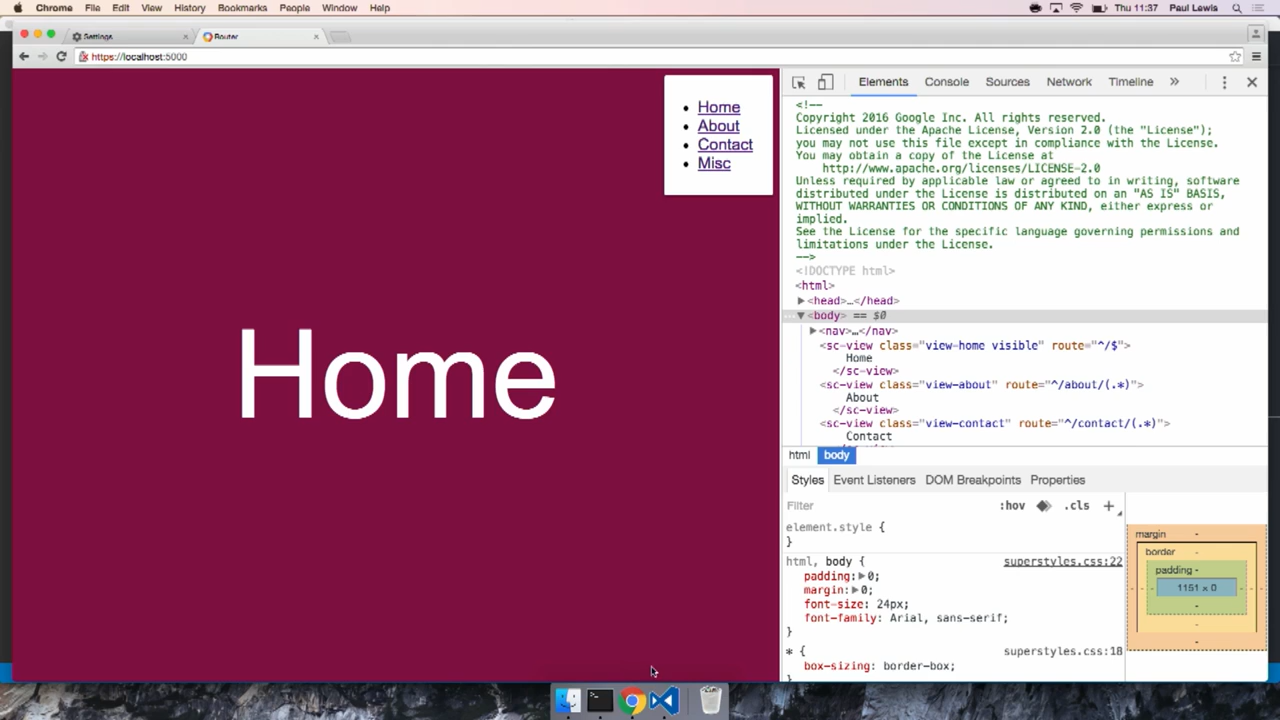 Chrome File Edit View History Bookmarks People Window Help Thu 11:37 Paul Lewis
Settings × Router ×
https://localhost:5000
Home
About
Contact
Misc
Home
Elements Console Sources Network Timeline »
<!--
Copyright 2016 Google Inc. All rights reserved.
Licensed under the Apache License, Version 2.0 (the "License");
you may not use this file except in compliance with the License.
You may obtain a copy of the License at
http://www.apache.org/licenses/LICENSE-2.0
Unless required by applicable law or agreed to in writing, software
distributed under the License is distributed on an "AS IS" BASIS,
WITHOUT WARRANTIES OR CONDITIONS OF ANY KIND, either express or
implied.
See the License for the specific language governing permissions and
limitations under the License.
-->
<!DOCTYPE html>
<html>
▶<head>…</head>
…▼<body> == $0
▶<nav>…</nav>
<sc-view class="view-home visible" route="^/$">
Home
</sc-view>
<sc-view class="view-about" route="^/about/(.*)">
About
</sc-view>
<sc-view class="view-contact" route="^/contact/(.*)">
Contact
html body
Styles Event Listeners DOM Breakpoints Properties
Filter :hov .cls +
element.style {
}
html, body { superstyles.css:22
padding:▶0;
margin:▶0;
font-size: 24px;
font-family: Arial, sans-serif;
}
* { superstyles.css:18
box-sizing: border-box;
margin -
border -
padding -
1151 × 0